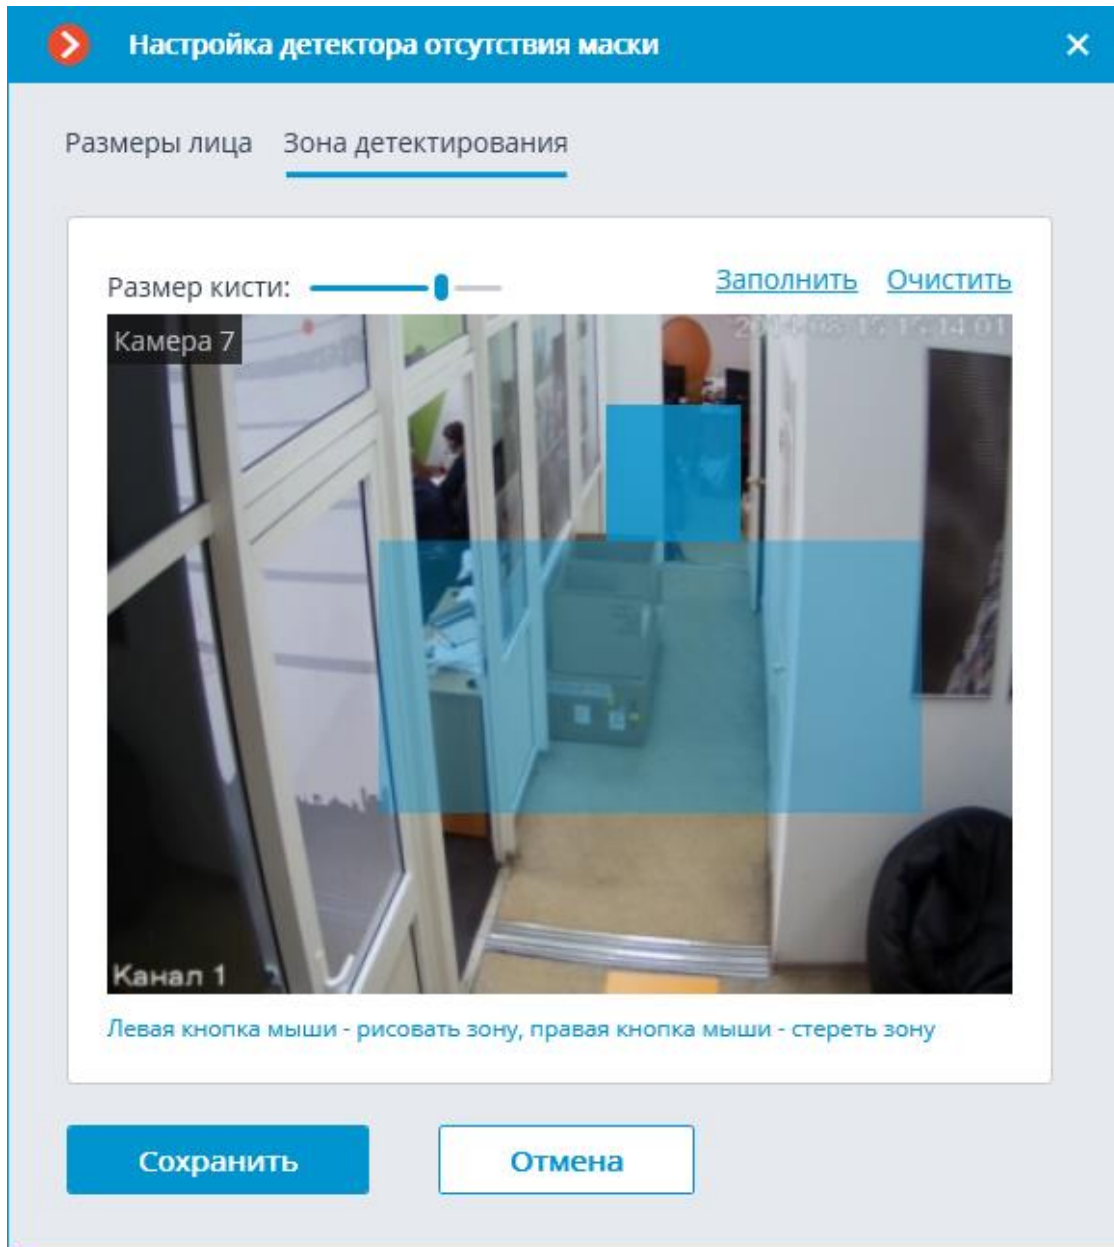 Настройка детектора отсутствия маски
Размеры лица Зона детектирования
Размер кисти: Заполнить Очистить
Камера 7
Канал 1
Левая кнопка мыши - рисовать зону, правая кнопка мыши - стереть зону
Сохранить Отмена